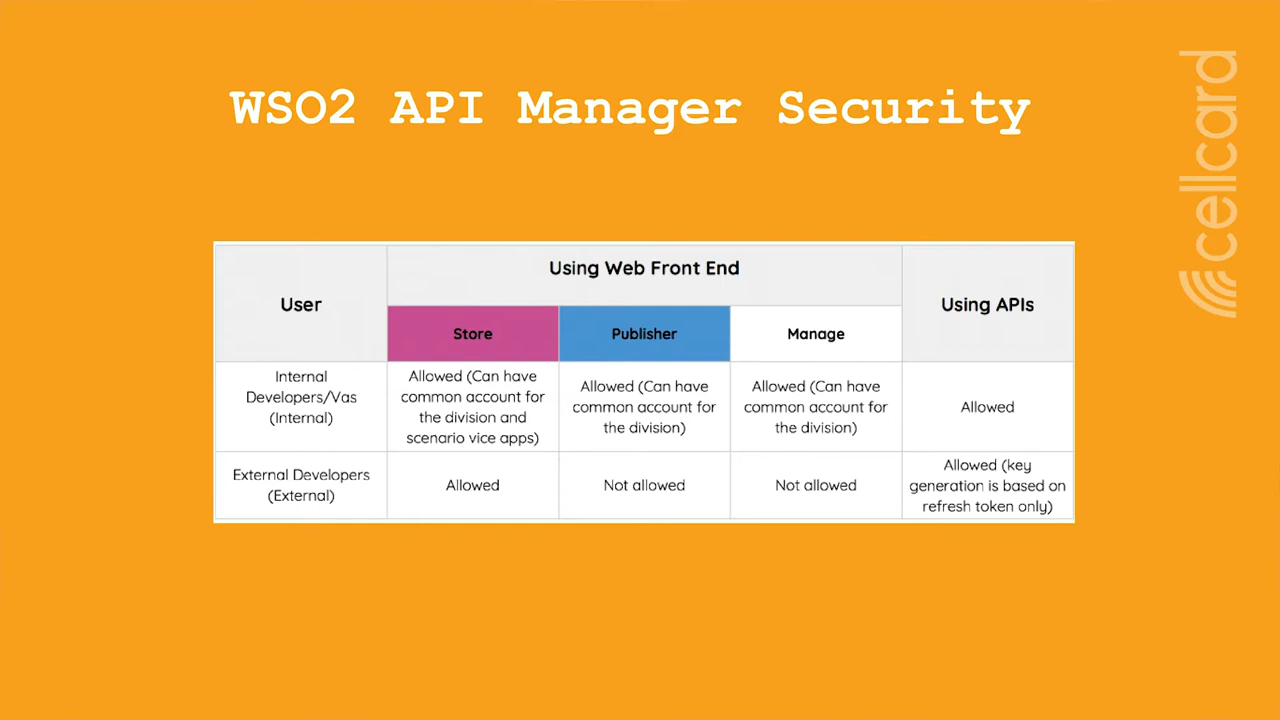 WSO2 API Manager Security
cellcard
User
Using Web Front End
Using APIs
Store
Publisher
Manage
Internal
Developers/Vas
(Internal)
Allowed (Can have
common account for
the division and
scenario vice apps)
Allowed (Can have
common account for
the division)
Allowed (Can have
common account for
the division)
Allowed
External Developers
(External)
Allowed
Not allowed
Not allowed
Allowed (key
generation is based on
refresh token only)